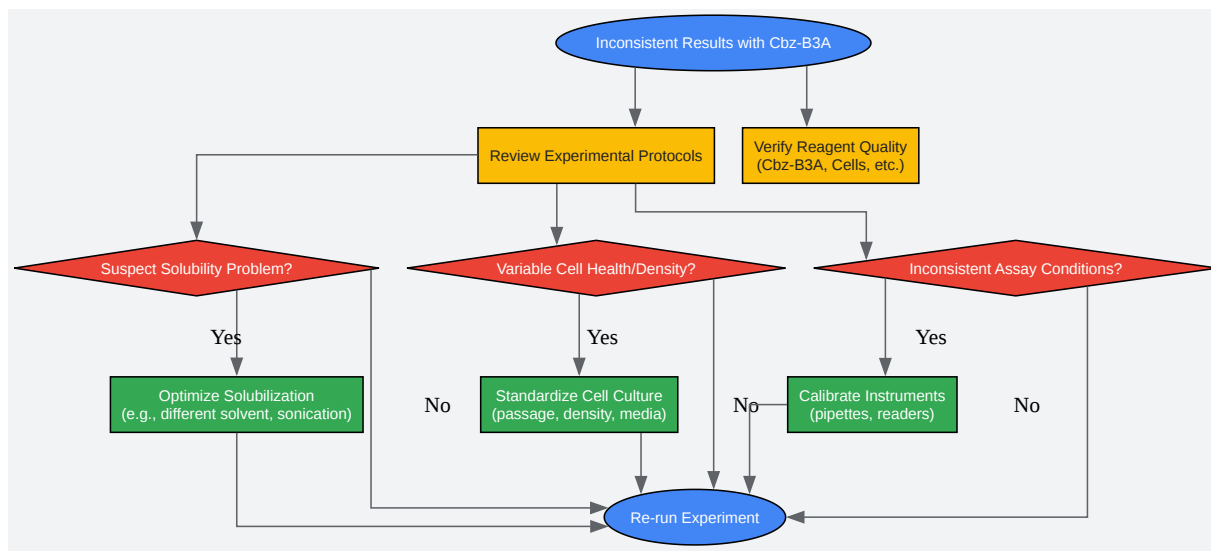 Inconsistent Results with Cbz-B3A
Review Experimental Protocols
Verify Reagent Quality
(Cbz-B3A, Cells, etc.)
Suspect Solubility Problem?
Variable Cell Health/Density?
Inconsistent Assay Conditions?
Yes
Yes
Yes
Optimize Solubilization
(e.g., different solvent, sonication)
No
Standardize Cell Culture
(passage, density, media)
No
Calibrate Instruments
(pipettes, readers)
No
Re-run Experiment